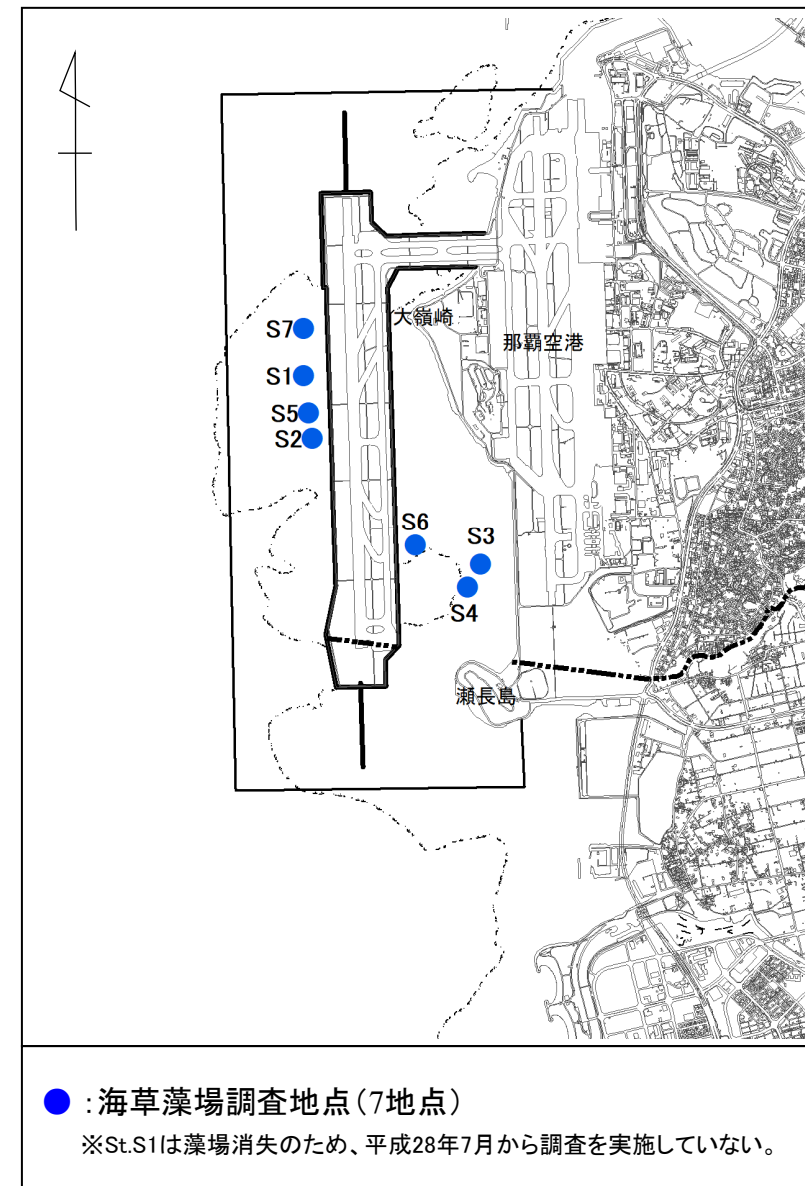 大嶺崎
那覇空港
S7
S1
S5
S2
S6
S3
S4
瀬長島
●:海草藻場調査地点(7地点)
※St.S1は藻場消失のため、平成28年7月から調査を実施していない。